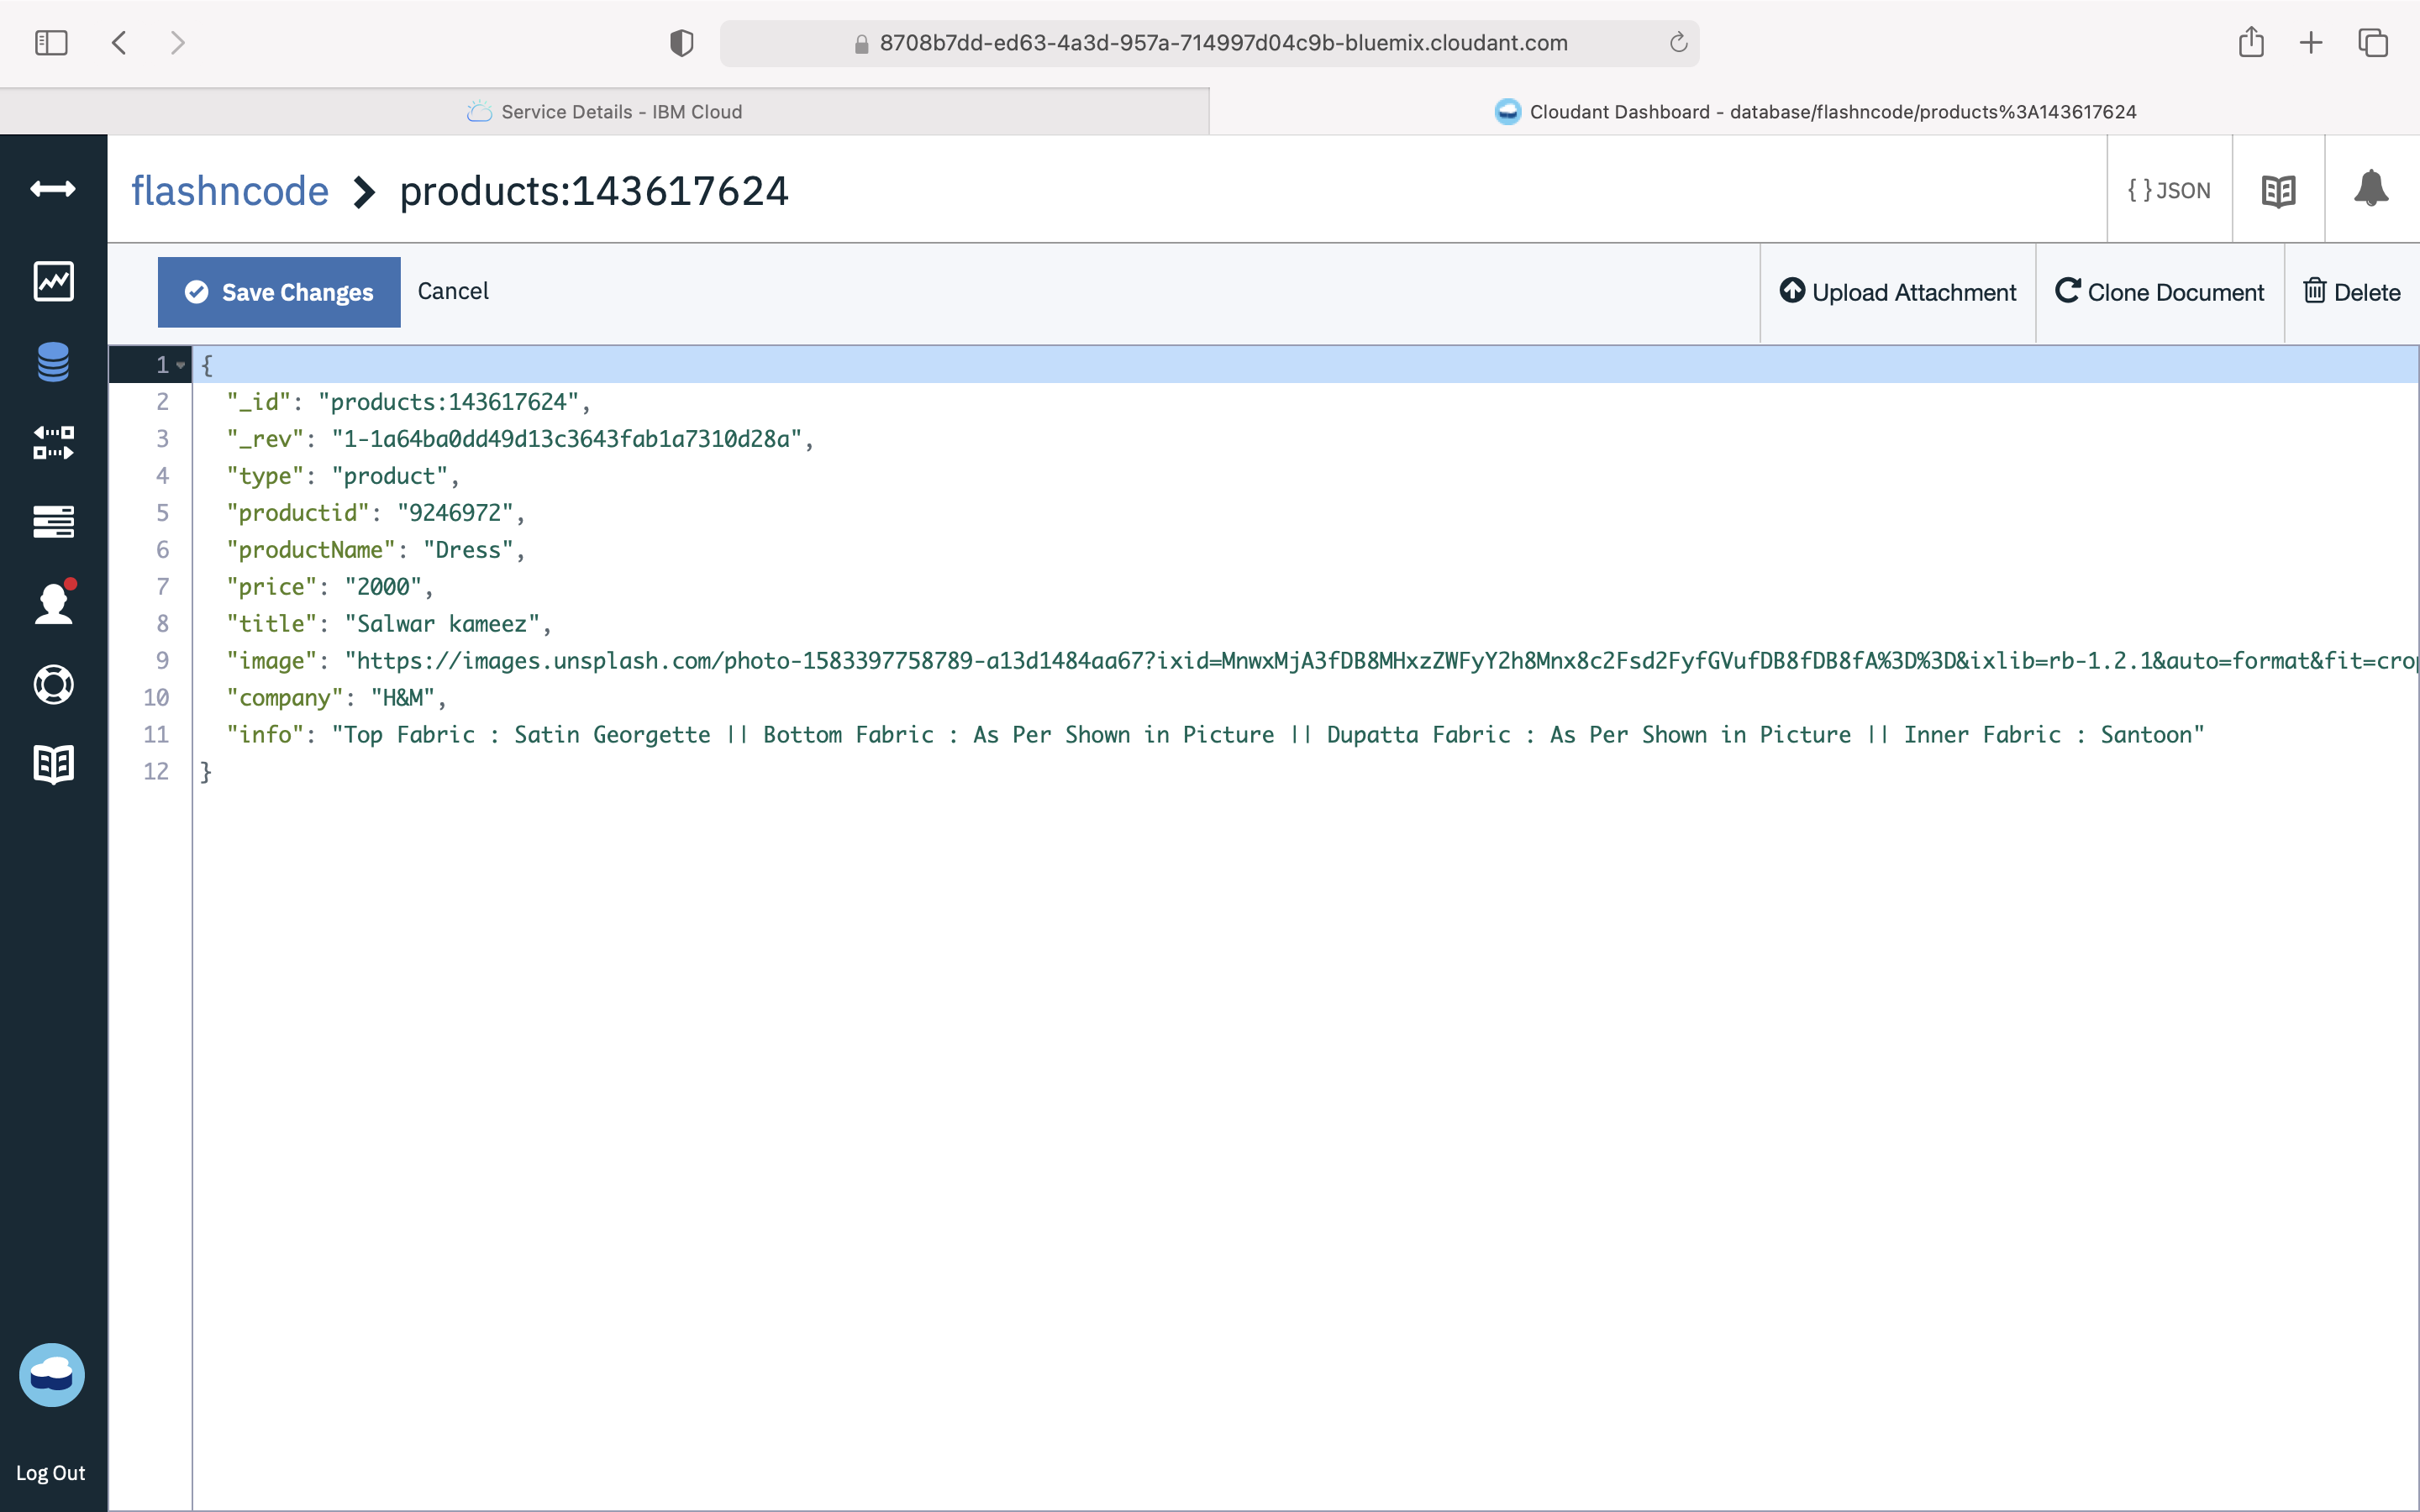 8708b7dd-ed63-4a3d-957a-714997d04c9b-bluemix.cloudant.com
Service Details - IBM Cloud
Cloudant Dashboard - database/flashncode/products%3A143617624
flashncode > products:143617624
{ } JSON
Save Changes
Cancel
Upload Attachment
Clone Document
Delete
1 {
2 "_id": "products:143617624",
3 "_rev": "1-1a64ba0dd49d13c3643fab1a7310d28a",
4 "type": "product",
5 "productid": "9246972",
6 "productName": "Dress",
7 "price": "2000",
8 "title": "Salwar kameez",
9 "image": "https://images.unsplash.com/photo-1583397758789-a13d1484aa67?ixid=MnwxMjA3fDB8MHxzZWFyY2h8Mnx8c2Fsd2FyfGVufDB8fDB8fA%3D%3D&ixlib=rb-1.2.1&auto=format&fit=cro
10 "company": "H&M",
11 "info": "Top Fabric : Satin Georgette || Bottom Fabric : As Per Shown in Picture || Dupatta Fabric : As Per Shown in Picture || Inner Fabric : Santoon"
12 }
Log Out